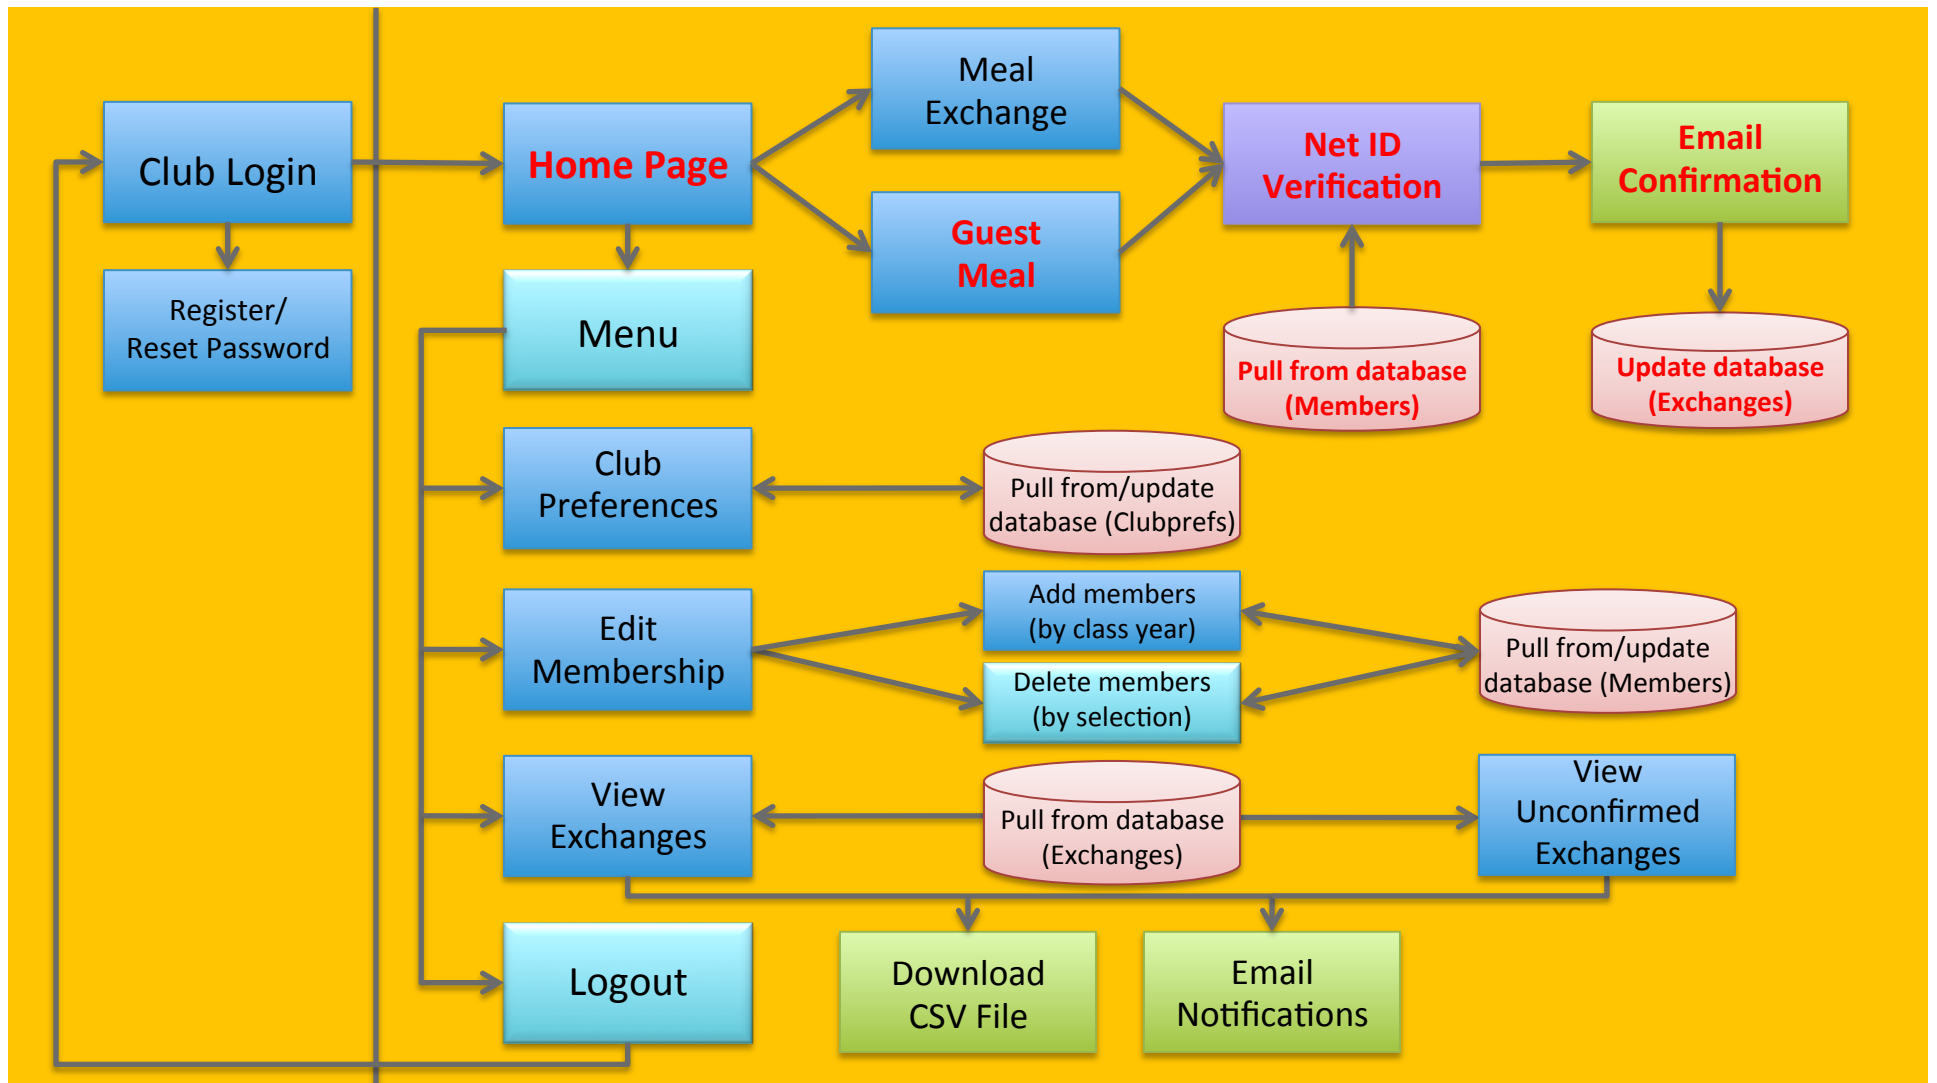 Club Login
Register/
Reset Password
Home Page
Menu
Meal
Exchange
Guest
Meal
Net ID
Verification
Email
Confirmation
Pull from database
(Members)
Update database
(Exchanges)
Club
Preferences
Pull from/update
database (Clubprefs)
Edit
Membership
Add members
(by class year)
Delete members
(by selection)
Pull from/update
database (Members)
View
Exchanges
Pull from database
(Exchanges)
View
Unconfirmed
Exchanges
Logout
Download
CSV File
Email
Notifications